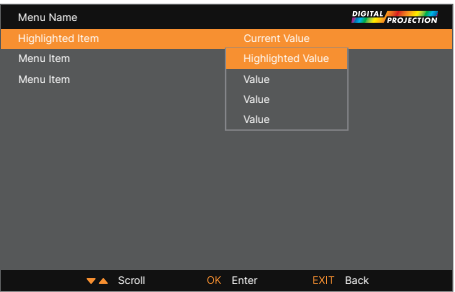 Menu Name
DIGITAL PROJECTION
Highlighted Item Current Value
Menu Item Highlighted Value
Menu Item Value
Value
Value
▼▲ Scroll OK Enter EXIT Back